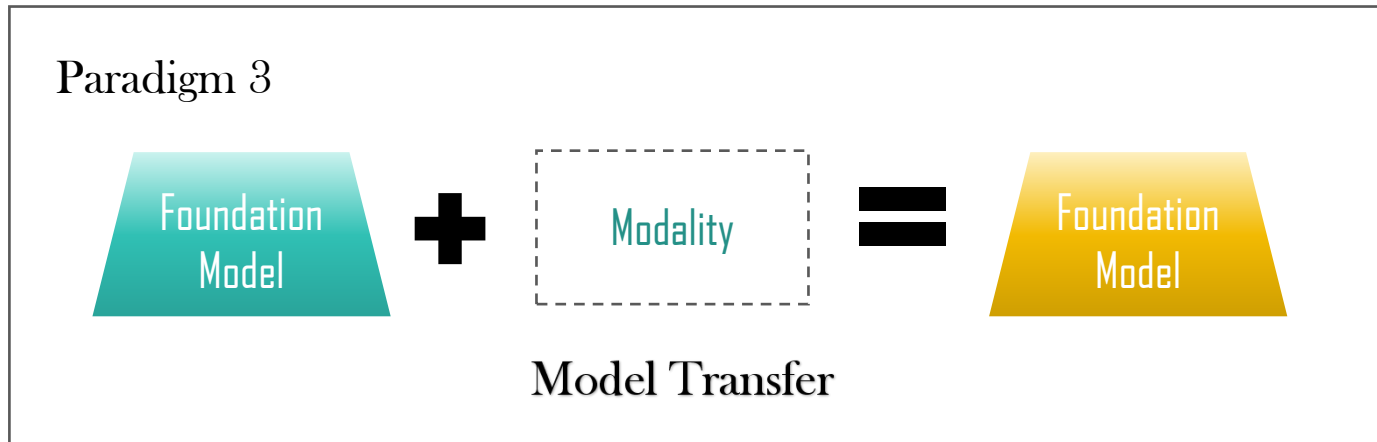 Paradigm 3
Foundation
Model
Modality
Foundation
Model
Model Transfer